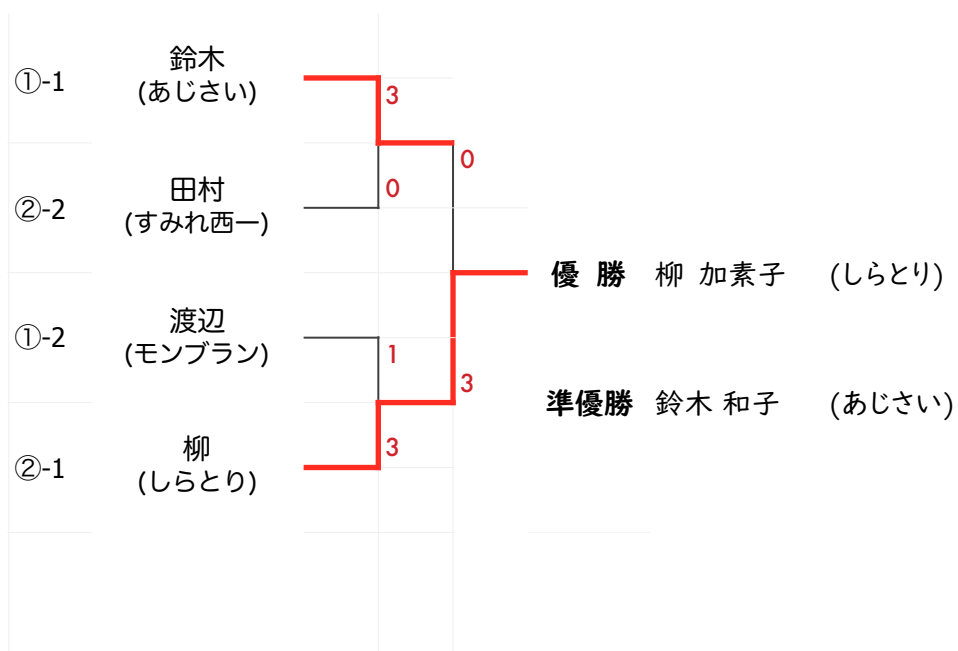 ①-1
鈴木
(あじさい)
3
0
0
②-2
田村
(すみれ西一)
優 勝 柳 加素子 (しらとり)
①-2
渡辺
(モンブラン)
1
3
3
準優勝 鈴木 和子 (あじさい)
②-1
柳
(しらとり)